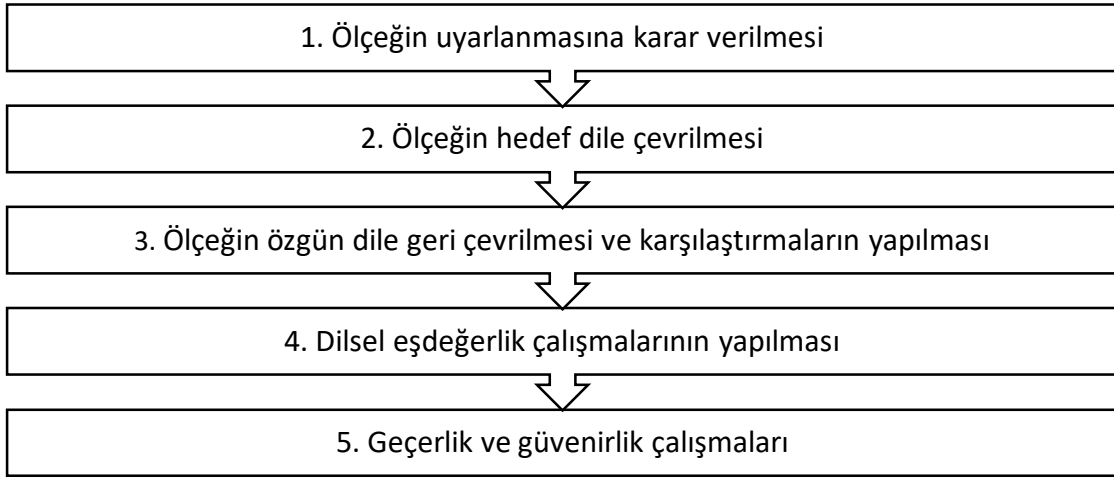 1. Ölçeğin uyarlanmasına karar verilmesi
2. Ölçeğin hedef dile çevrilmesi
3. Ölçeğin özgün dile geri çevrilmesi ve karşılaştırmaların yapılması
4. Dilsel eşdeğerlik çalışmalarının yapılması
5. Geçerlik ve güvenirlik çalışmaları